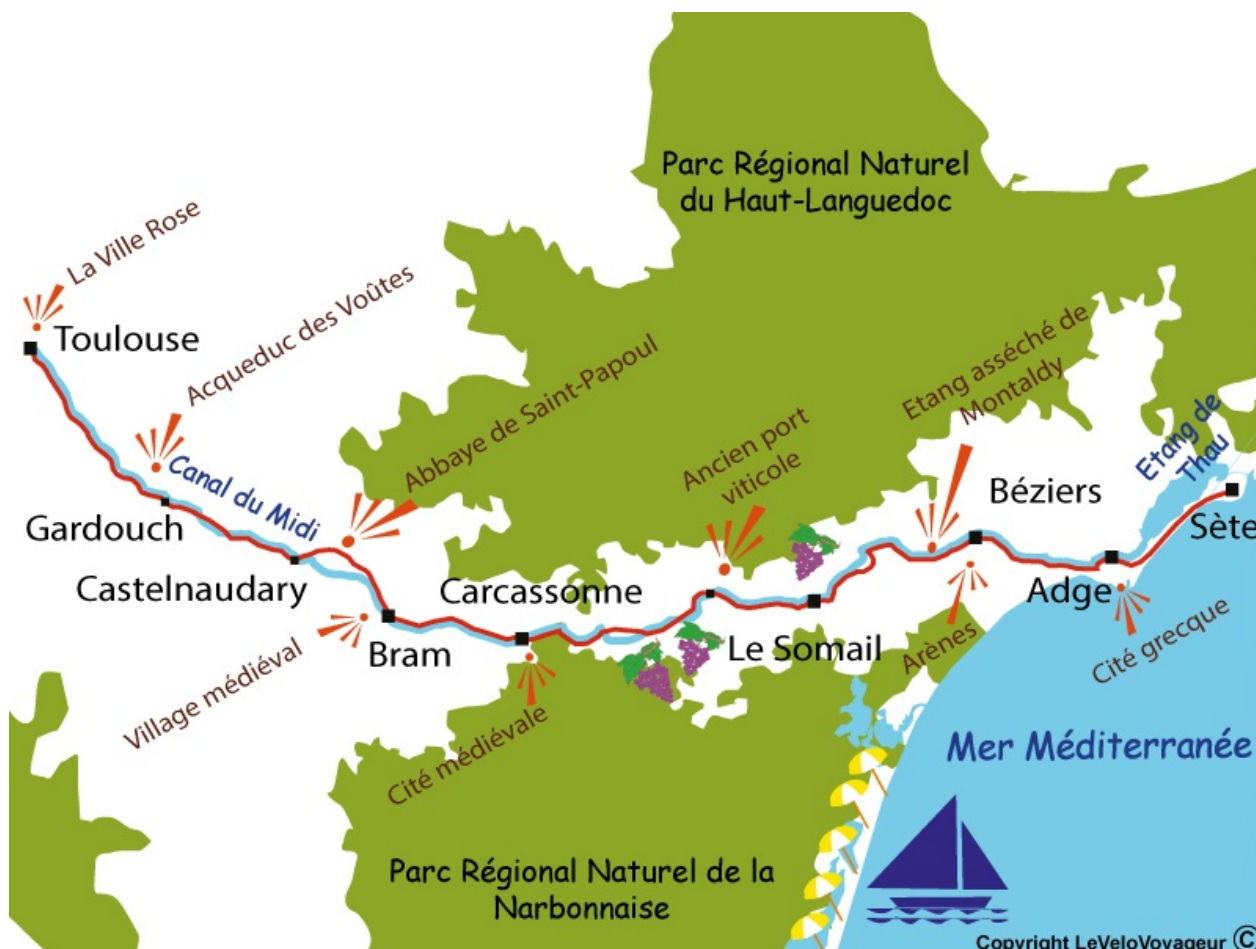 Parc Régional Naturel
du Haut-Languedoc
La Ville Rose
Toulouse
Acqueduc des Voûtes
Canal du Midi
Gardouch
Castelnaudary
Abbaye de Saint-Papoul
Village médiéval
Bram
Carcassonne
Cité médiévale
Ancien port
viticole
Le Somail
Etang asséché de
Montaldy
Béziers
Arènes
Adge
Cité grecque
Etang de
Thau
Sète
Mer Méditerranée
Parc Régional Naturel de la
Narbonnaise
Copyright LeVeloVoyageur ©